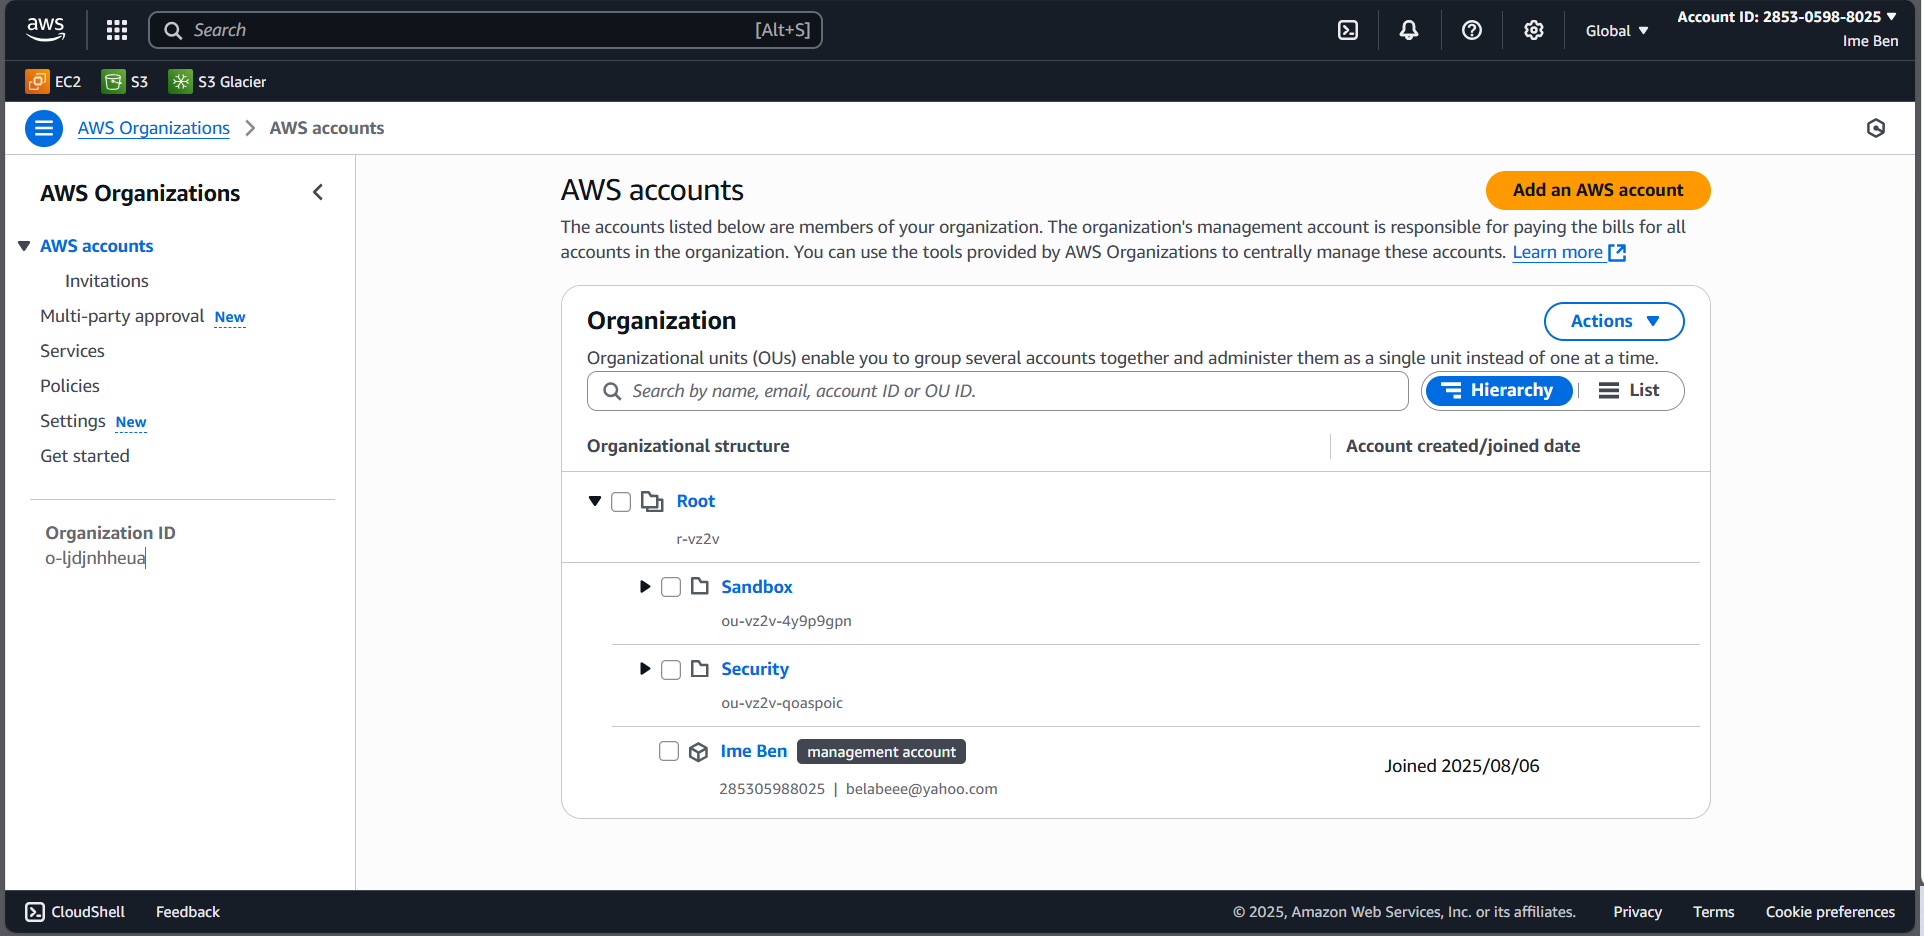 aws
Search [Alt+S]
Global
Account ID: 2853-0598-8025
Ime Ben
EC2 S3 S3 Glacier
AWS Organizations AWS accounts
AWS Organizations
AWS accounts
Invitations
Multi-party approval New
Services
Policies
Settings New
Get started
Organization ID
o-ljdjnhheua
AWS accounts
Add an AWS account
The accounts listed below are members of your organization. The organization's management account is responsible for paying the bills for all
accounts in the organization. You can use the tools provided by AWS Organizations to centrally manage these accounts. Learn more
Organization
Actions
Organizational units (OUs) enable you to group several accounts together and administer them as a single unit instead of one at a time.
Search by name, email, account ID or OU ID.
Hierarchy | List
Organizational structure Account created/joined date
Root
r-vz2v
Sandbox
ou-vz2v-4y9p9gpn
Security
ou-vz2v-qoaspoic
Ime Ben management account
Joined 2025/08/06
285305988025 | belabeee@yahoo.com
CloudShell Feedback © 2025, Amazon Web Services, Inc. or its affiliates. Privacy Terms Cookie preferences